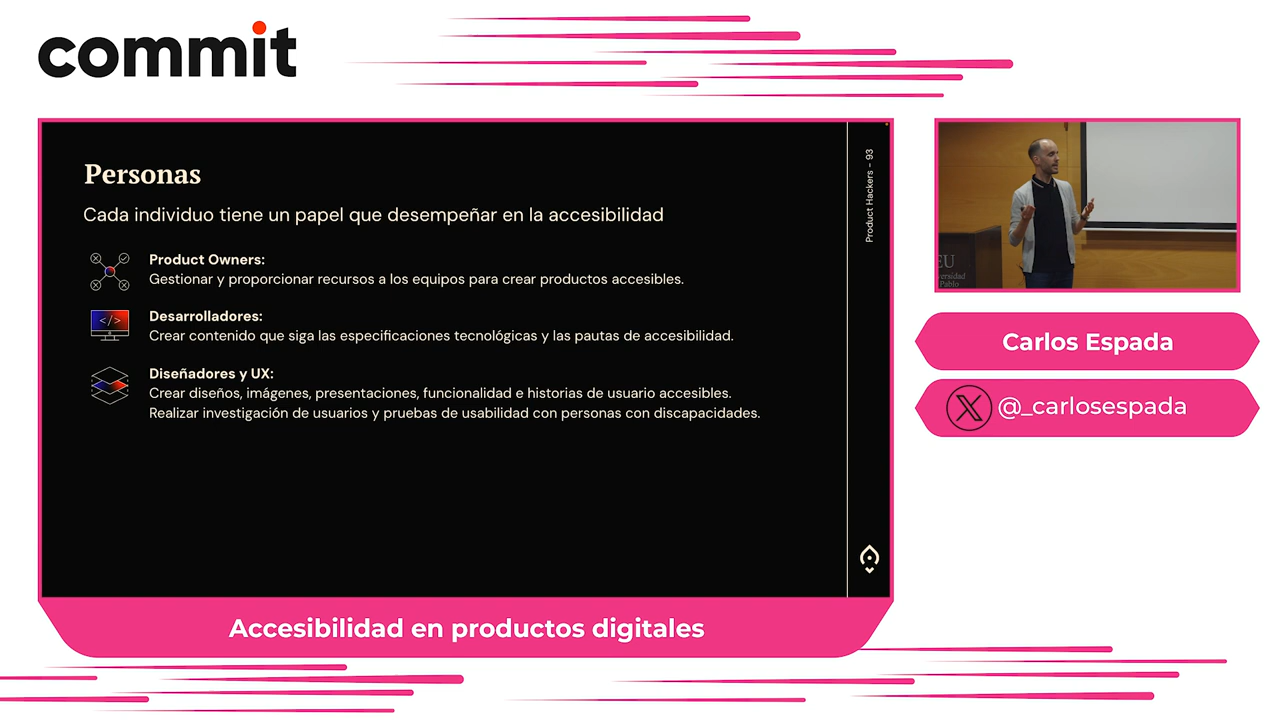 commit
Personas
Cada individuo tiene un papel que desempeñar en la accesibilidad
Product Owners:
Gestionar y proporcionar recursos a los equipos para crear productos accesibles.
</>
Desarrolladores:
Crear contenido que siga las especificaciones tecnológicas y las pautas de accesibilidad.
Diseñadores y UX:
Crear diseños, imágenes, presentaciones, funcionalidad e historias de usuario accesibles.
Realizar investigación de usuarios y pruebas de usabilidad con personas con discapacidades.
Product Hackers - 93
EU
versidad
Pablo
Carlos Espada
@_carlosespada
Accesibilidad en productos digitales